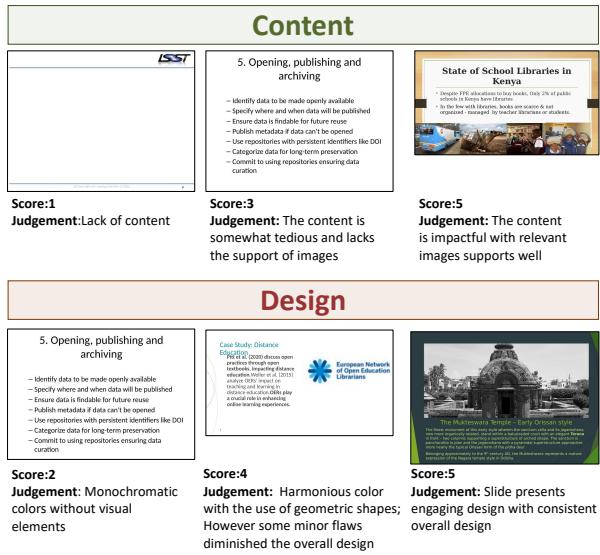 Content
LSST
5. Opening, publishing and
archiving
– Identify data to be made openly available
– Specify where and when data will be published
– Ensure data is findable for future reuse
– Publish metadata if data can't be opened
– Use repositories with persistent identifiers like DOI
– Categorize data for long-term preservation
– Commit to using repositories ensuring data
curation
State of School Libraries in
Kenya
• Despite FPE allocations to buy books, Only 2% of public
schools in Kenya have libraries
• In the few with libraries, books are scarce & not
organized - managed by teacher librarians or students.
Score:1
Judgement:Lack of content
Score:3
Judgement: The content is
somewhat tedious and lacks
the support of images
Score:5
Judgement: The content
is impactful with relevant
images supports well
Design
5. Opening, publishing and
archiving
– Identify data to be made openly available
– Specify where and when data will be published
– Ensure data is findable for future reuse
– Publish metadata if data can't be opened
– Use repositories with persistent identifiers like DOI
– Categorize data for long-term preservation
– Commit to using repositories ensuring data
curation
Case Study: Distance
Education
Pitt et al. (2020) discuss open
practices through open
textbooks, impacting distance
education.Weller et al. (2015)
analyze OERs' impact on
teaching and learning in
distance education.OERs play
a crucial role in enhancing
online learning experiences.
European Network
of Open Education
Librarians
The Mukteswara Temple – Early Orissan style
Score:2
Judgement: Monochromatic
colors without visual
elements
Score:4
Judgement: Harmonious color
with the use of geometric shapes;
However some minor flaws
diminished the overall design
Score:5
Judgement: Slide presents
engaging design with consistent
overall design